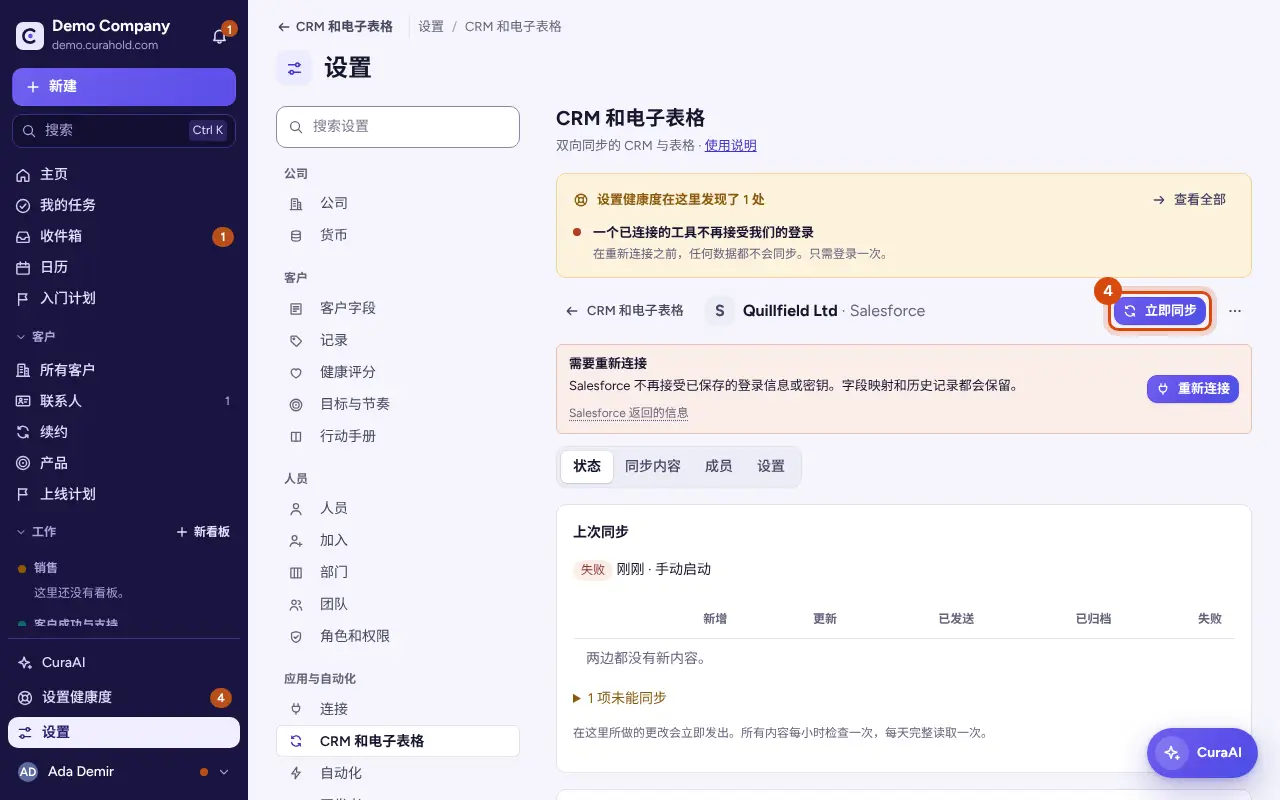 Demo Company
demo.curahold.com
1
新建
搜索
Ctrl K
主页
我的任务
收件箱
1
日历
入门计划
客户
所有客户
联系人
1
续约
产品
上线计划
工作
新看板
销售
这里还没有看板。
客户成功与支持
CuraAI
设置健康度
4
设置
AD
Ada Demir
CRM 和电子表格
设置 / CRM 和电子表格
设置
搜索设置
公司
公司
货币
客户
客户字段
记录
健康评分
目标与节奏
行动手册
人员
人员
加入
部门
团队
角色和权限
应用与自动化
连接
CRM 和电子表格
自动化
CRM 和电子表格
双向同步的 CRM 与表格 · 使用说明
设置健康度在这里发现了 1 处
查看全部
一个已连接的工具不再接受我们的登录
在重新连接之前，任何数据都不会同步。只需登录一次。
CRM 和电子表格
S
Quillfield Ltd · Salesforce
4
立即同步
需要重新连接
Salesforce 不再接受已保存的登录信息或密钥。字段映射和历史记录都会保留。
Salesforce 返回的信息
重新连接
状态
同步内容
成员
设置
上次同步
失败 刚刚 · 手动启动
新增 更新 已发送 已归档 失败
两边都没有新内容。
1 项未能同步
在这里所做的更改会立即发出。所有内容每小时检查一次，每天完整读取一次。
CuraAI